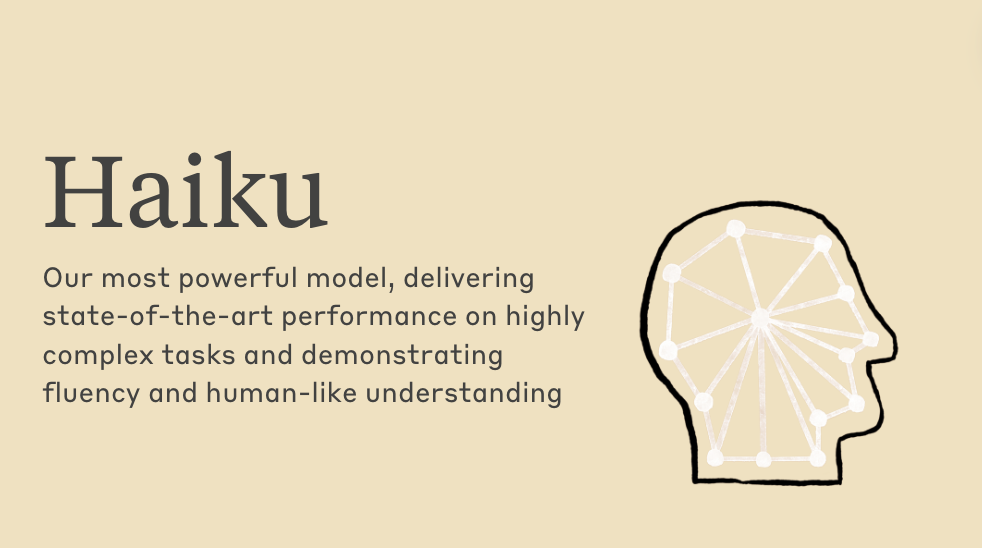 Haiku
Our most powerful model, delivering
state-of-the-art performance on highly
complex tasks and demonstrating
fluency and human-like understanding